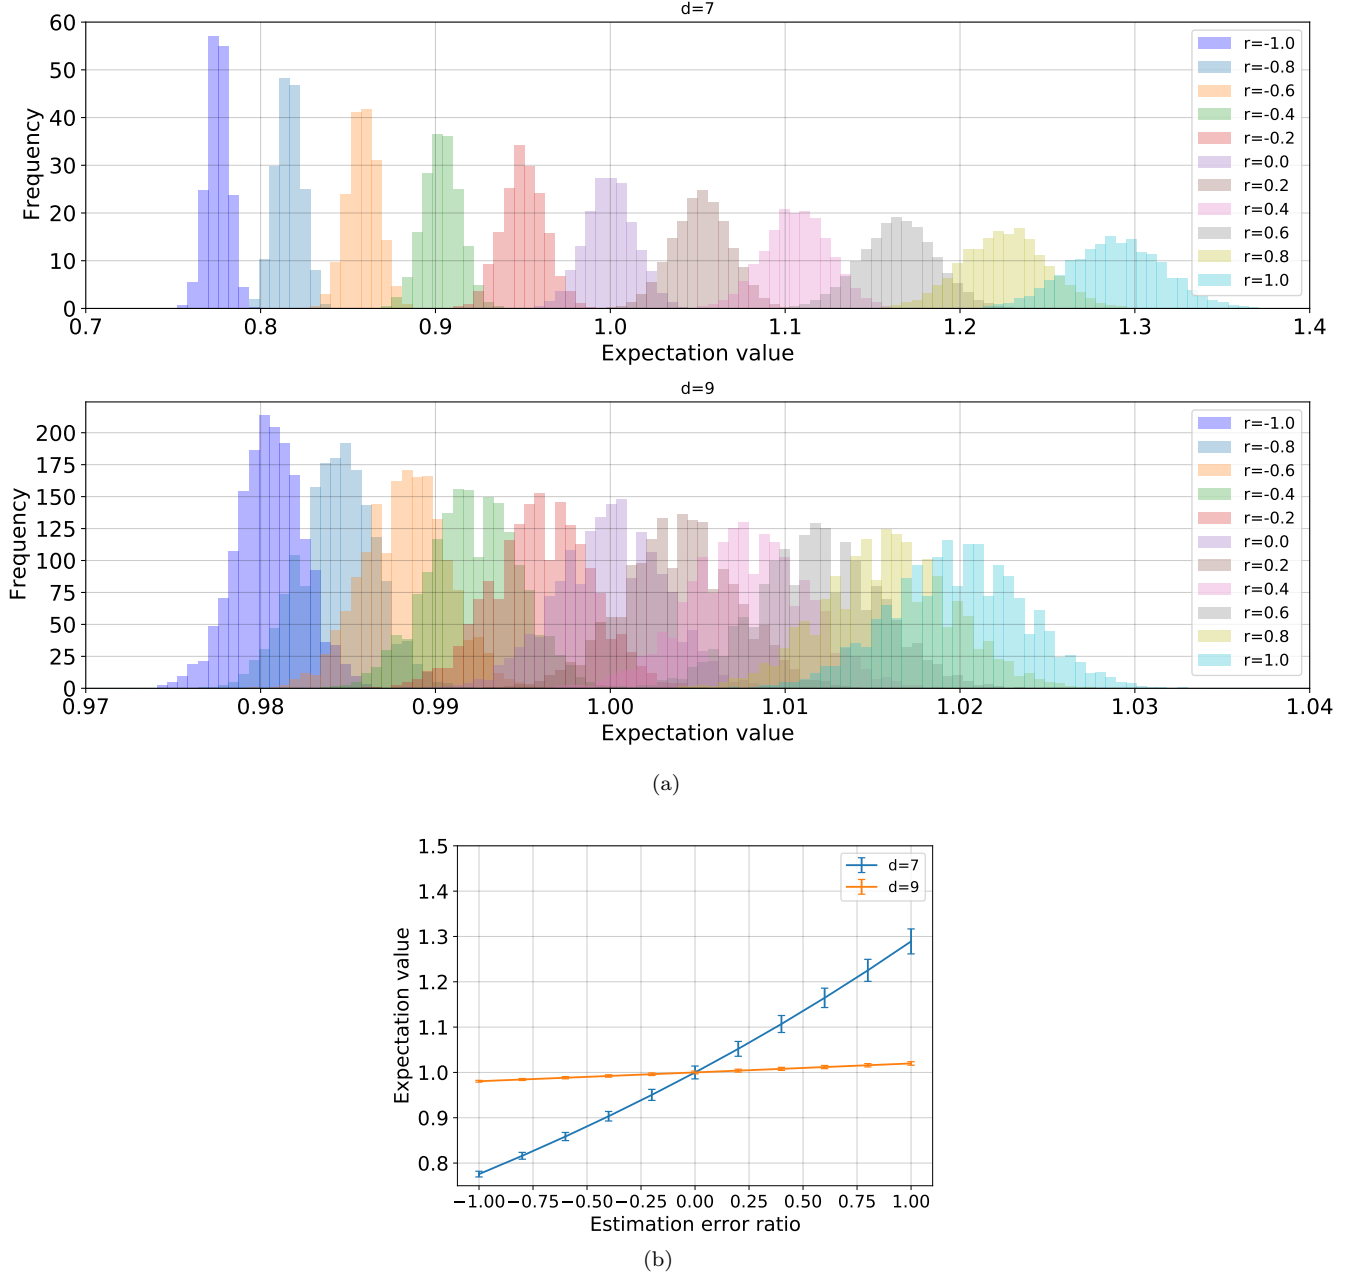 d=7
60
50
40
30
20
10
0
Frequency
0.7 0.8 0.9 1.0 1.1 1.2 1.3 1.4
Expectation value
r=-1.0
r=-0.8
r=-0.6
r=-0.4
r=-0.2
r=0.0
r=0.2
r=0.4
r=0.6
r=0.8
r=1.0
d=9
200
175
150
125
100
75
50
25
0
Frequency
0.97 0.98 0.99 1.00 1.01 1.02 1.03 1.04
Expectation value
r=-1.0
r=-0.8
r=-0.6
r=-0.4
r=-0.2
r=0.0
r=0.2
r=0.4
r=0.6
r=0.8
r=1.0
(a)
1.5
1.4
1.3
1.2
1.1
1.0
0.9
0.8
Expectation value
d=7
d=9
−1.00 −0.75 −0.50 −0.25 0.00 0.25 0.50 0.75 1.00
Estimation error ratio
(b)